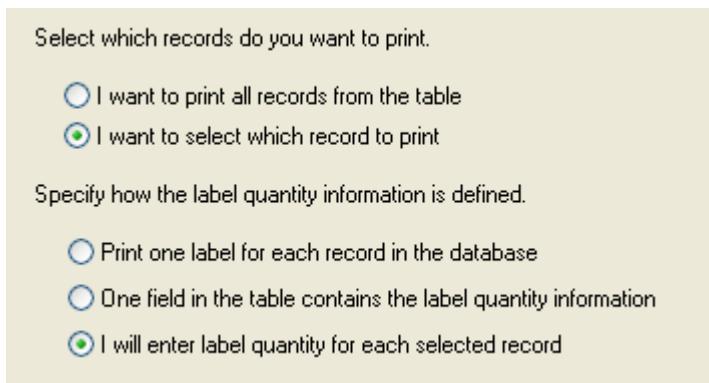 Select which records do you want to print.
I want to print all records from the table
I want to select which record to print
Specify how the label quantity information is defined.
Print one label for each record in the database
One field in the table contains the label quantity information
I will enter label quantity for each selected record